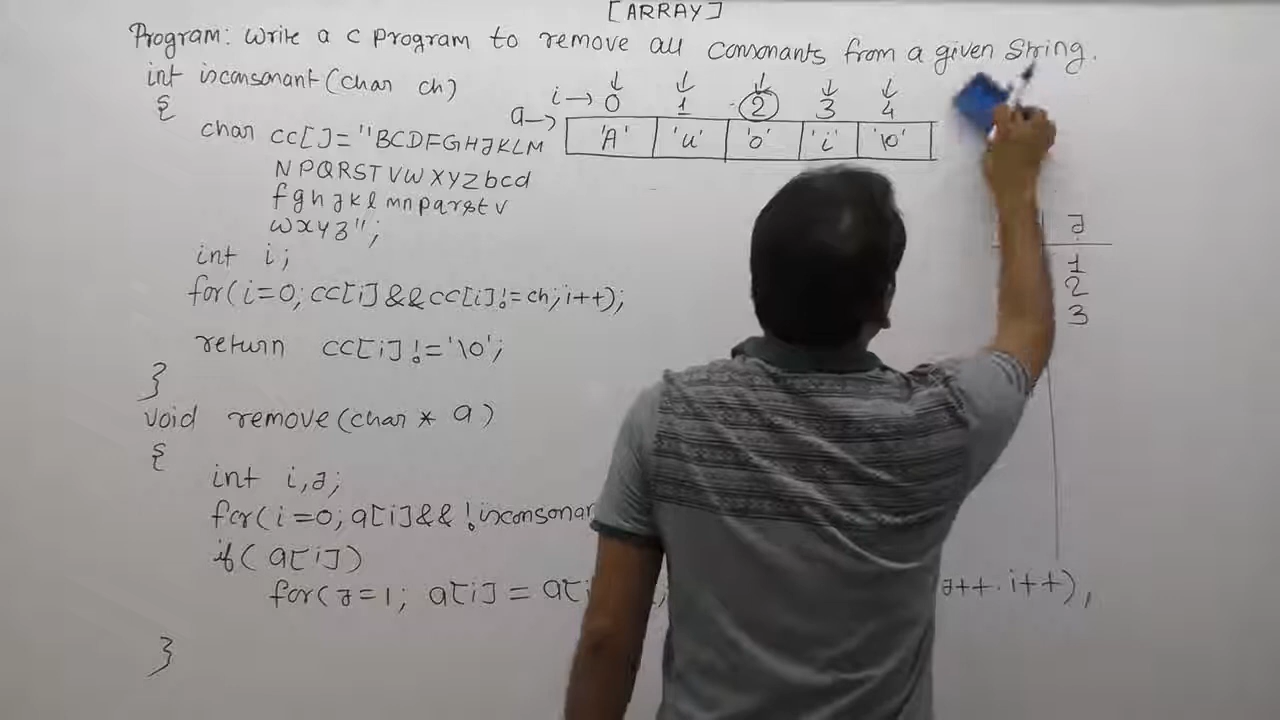 [ARRAY]
Program: Write a c program to remove all consonants from a given string.
int isconsonant(char ch)
{
char cc[]="BCDFGHJKLM
NPQRSTVWXYZbcd
fghjklmnpqrstv
wxyz";
int i;
for(i=0;cc[i]&&cc[i]!=ch;i++);
return cc[i]!='\0';
}
i→ 0 1 2 3 4
a→ 'A' 'u' 'o' 'i' '\0'
j
1
2
3
void remove(char * a)
{
int i,j;
for(i=0;a[i]&& !isconsonan
if(a[i])
for(j=1; a[i]=a[i ; j++,i++);
}